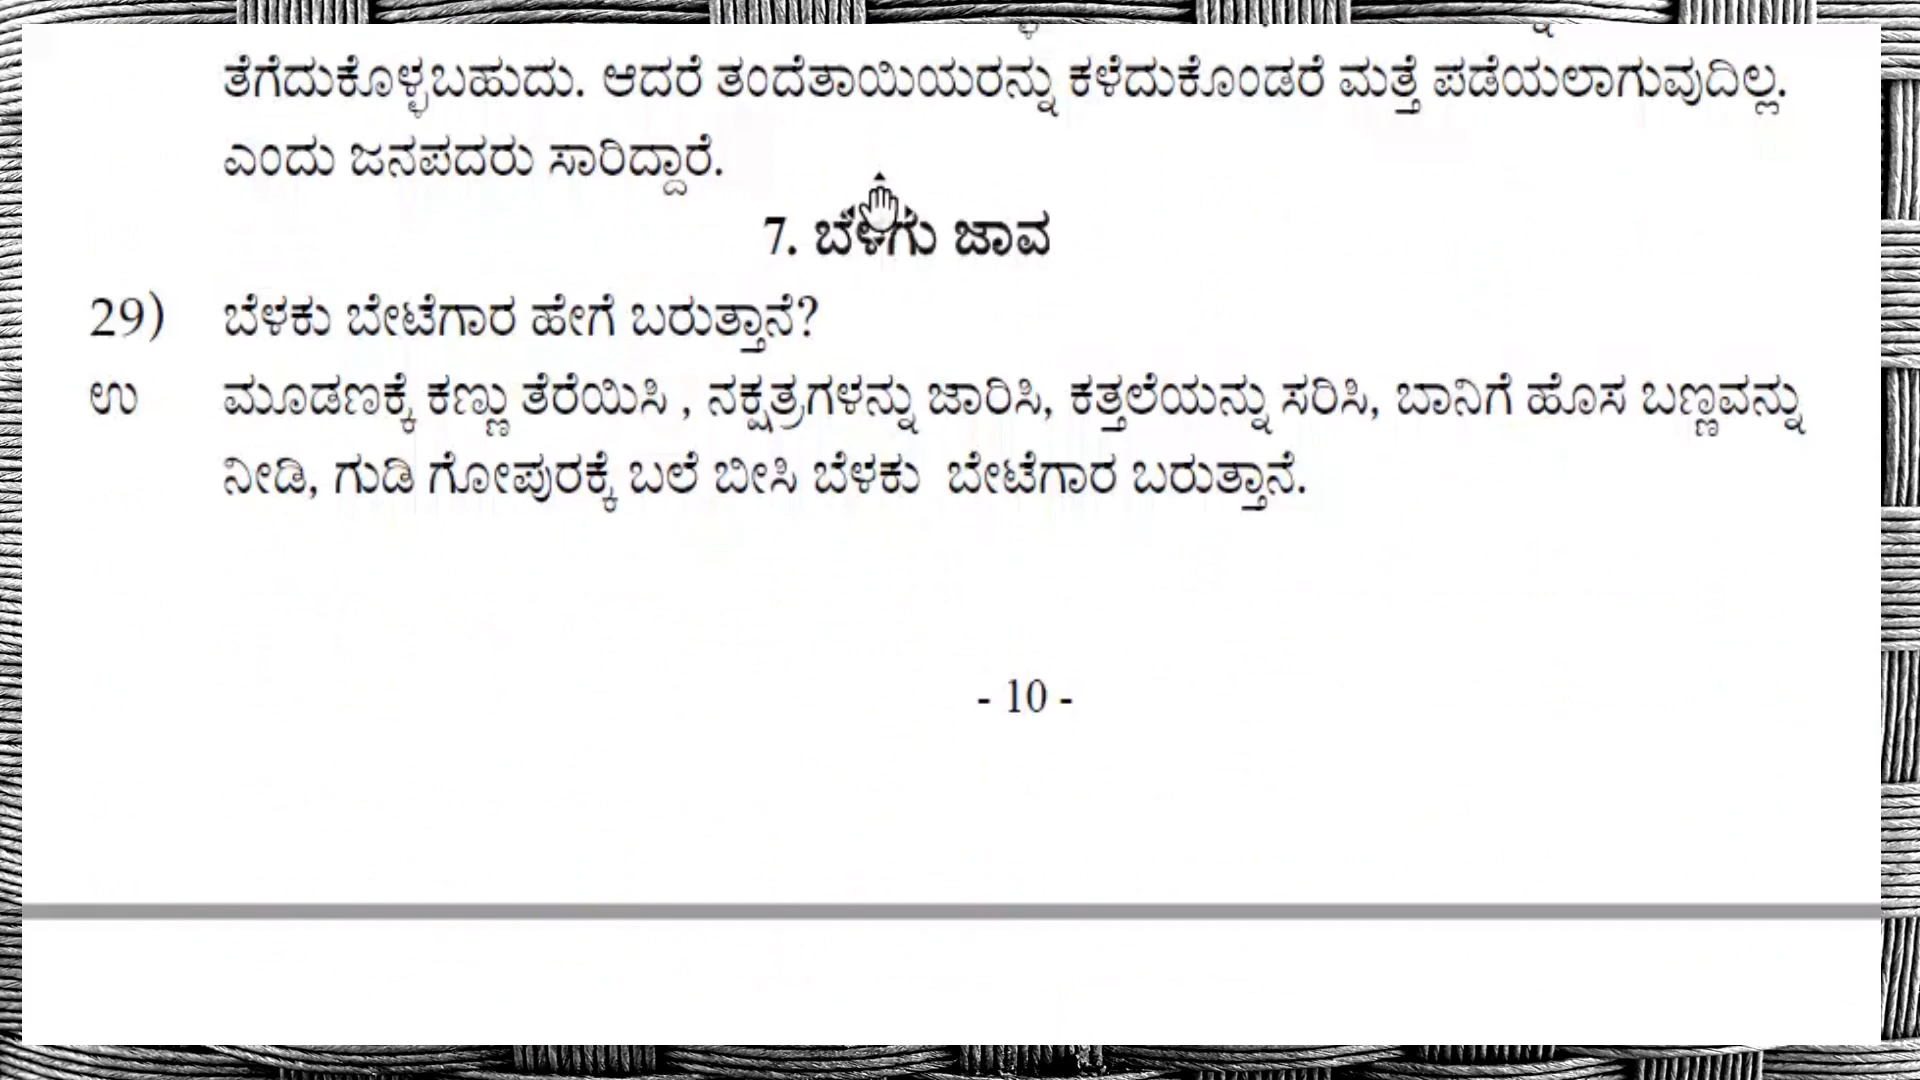 ತೆಗೆದುಕೊಳ್ಳಬಹುದು. ಆದರೆ ತಂದೆತಾಯಿಯರನ್ನು ಕಳೆದುಕೊಂಡರೆ ಮತ್ತೆ ಪಡೆಯಲಾಗುವುದಿಲ್ಲ.
ಎಂದು ಜನಪದರು ಸಾರಿದ್ದಾರೆ.
7. ಬೆಳಗು ಜಾವ
29) ಬೆಳಕು ಬೇಟೆಗಾರ ಹೇಗೆ ಬರುತ್ತಾನೆ?
ಉ ಮೂಡಣಕ್ಕೆ ಕಣ್ಣು ತೆರೆಯಿಸಿ , ನಕ್ಷತ್ರಗಳನ್ನು ಜಾರಿಸಿ, ಕತ್ತಲೆಯನ್ನು ಸರಿಸಿ, ಬಾನಿಗೆ ಹೊಸ ಬಣ್ಣವನ್ನು
ನೀಡಿ, ಗುಡಿ ಗೋಪುರಕ್ಕೆ ಬಲೆ ಬೀಸಿ ಬೆಳಕು ಬೇಟೆಗಾರ ಬರುತ್ತಾನೆ.
- 10 -